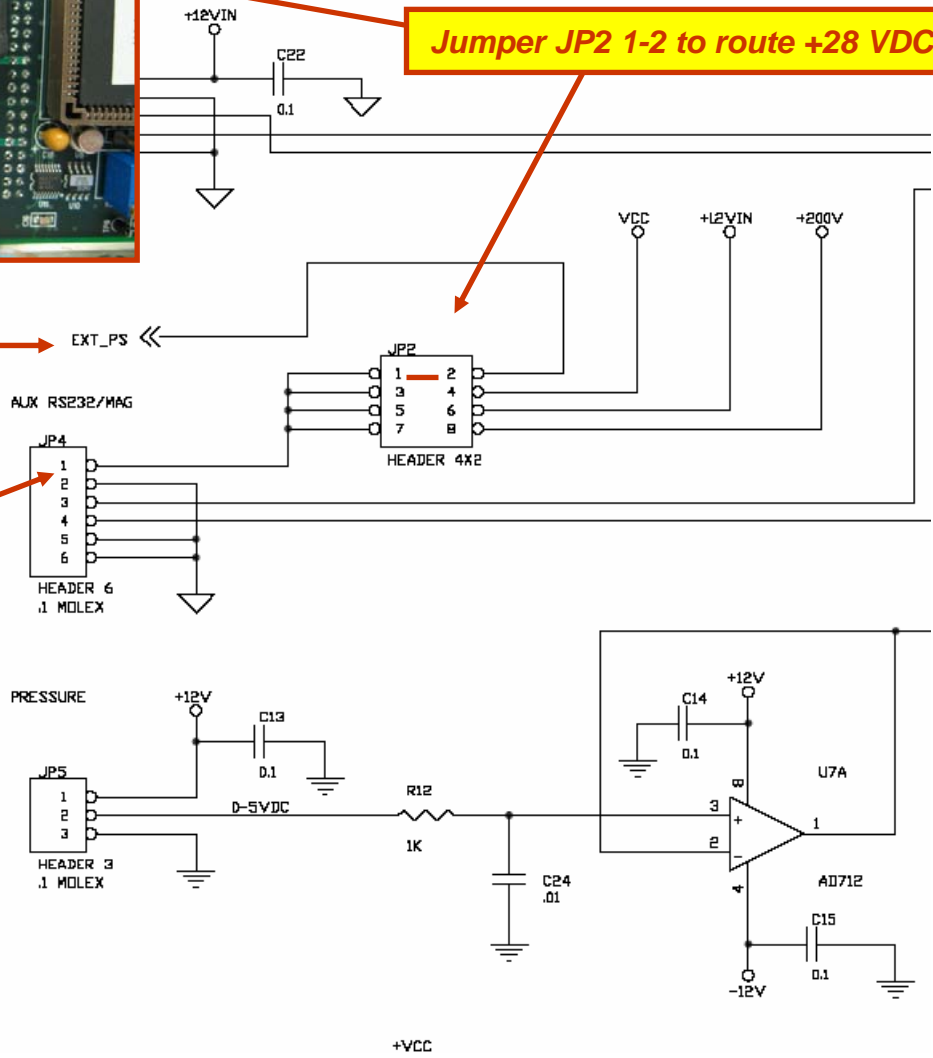 +12VIN
Jumper JP2 1-2 to route +28 VDC
C22
0.1
VCC
+12VIN
+200V
EXT_PS
JP2
1 2
3 4
5 6
7 8
HEADER 4X2
AUX RS232/MAG
JP4
1
2
3
4
5
6
HEADER 6
.1 MOLEX
PRESSURE
+12V
C13
0.1
JP5
1
2
3
0-5VDC
HEADER 3
.1 MOLEX
R12
1K
C24
.01
+12V
C14
0.1
U7A
8
3
+
1
2
-
4
AD712
C15
0.1
-12V
+VCC